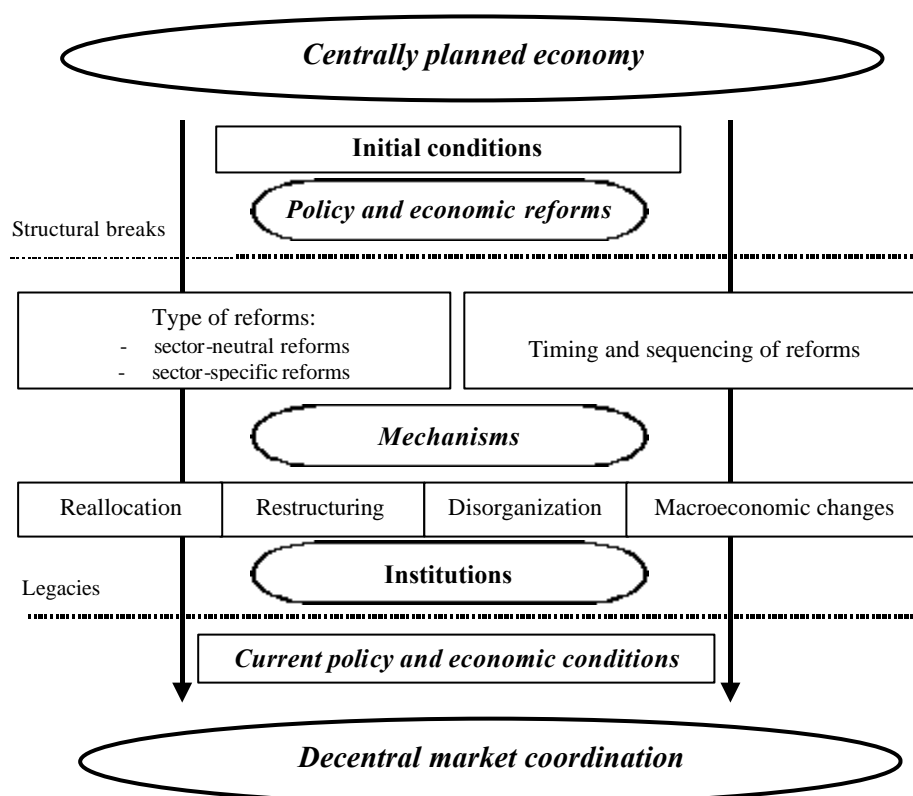 Centrally planned economy
Initial conditions
Policy and economic reforms
Structural breaks
Type of reforms:
- sector-neutral reforms
- sector-specific reforms
Timing and sequencing of reforms
Mechanisms
Reallocation
Restructuring
Disorganization
Macroeconomic changes
Institutions
Legacies
Current policy and economic conditions
Decentral market coordination